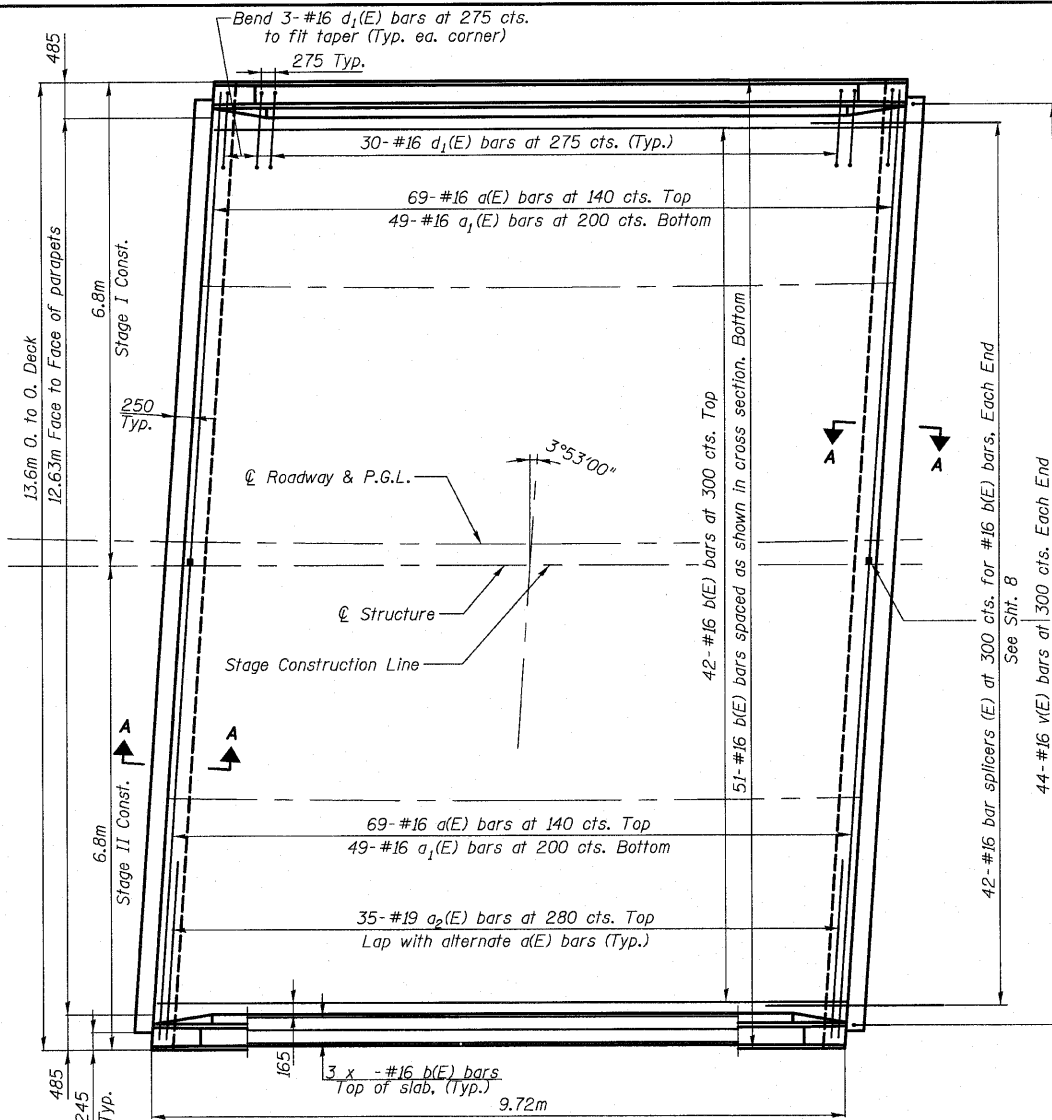 Bend 3-#16 d1(E) bars at 275 cts.
to fit taper (Typ. ea. corner)
275 Typ.
485
30-#16 d1(E) bars at 275 cts. (Typ.)
69-#16 a(E) bars at 140 cts. Top
49-#16 a1(E) bars at 200 cts. Bottom
13.6m O. to O. Deck
12.63m Face to Face of parapets
6.8m
Stage I Const.
250
Typ.
3°53'00"
℄ Roadway & P.G.L.
℄ Structure
Stage Construction Line
A
A
A
A
42-#16 b(E) bars at 300 cts. Top
51-#16 b(E) bars spaced as shown in cross section. Bottom
42-#16 bar splicers (E) at 300 cts. for #16 b(E) bars, Each End
See Sht. 8
44-#16 v(E) bars at 300 cts. Each End
6.8m
Stage II Const.
69-#16 a(E) bars at 140 cts. Top
49-#16 a1(E) bars at 200 cts. Bottom
35-#19 a2(E) bars at 280 cts. Top
Lap with alternate a(E) bars (Typ.)
485
245
Typ.
165
3 x -#16 b(E) bars
Top of slab, (Typ.)
9.72m